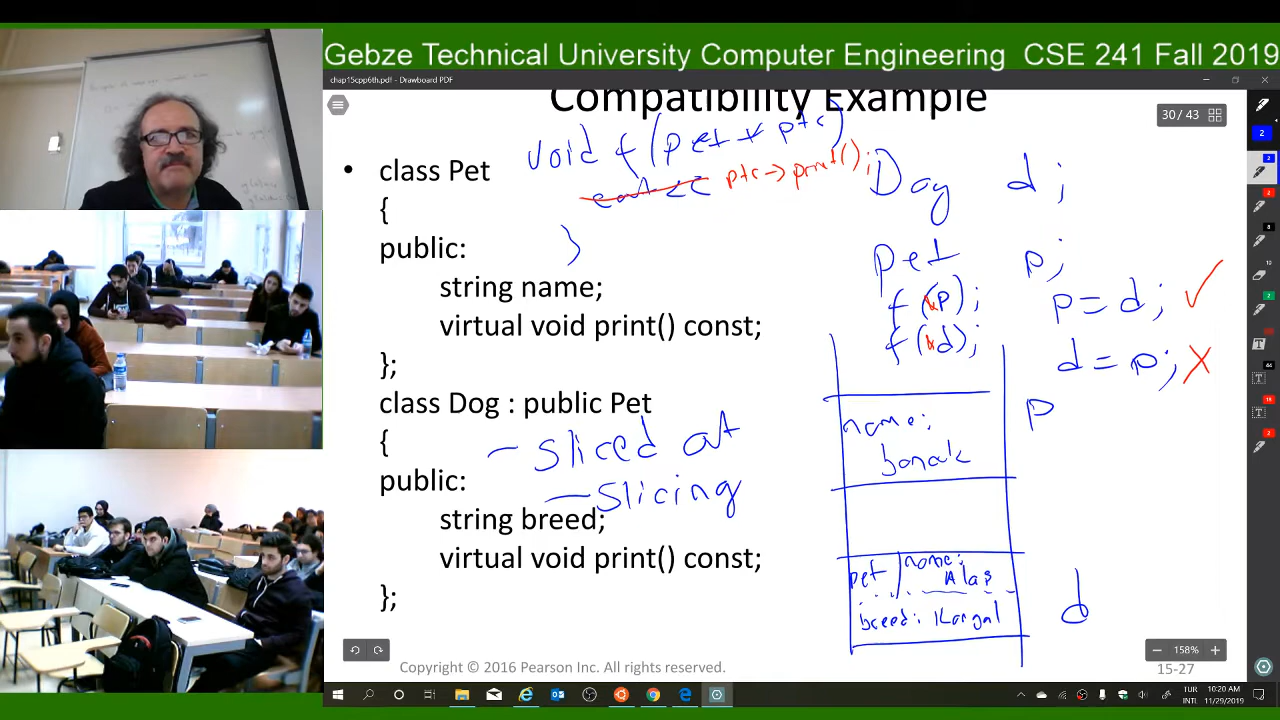 Gebze Technical University Computer Engineering CSE 241 Fall 2019
chap15cpp6th.pdf - Drawboard PDF
Compatibility Example
30 / 43
void f (pet * ptr)
ptr → print();
}
• class Pet
{
public:
string name;
virtual void print() const;
};
class Dog : public Pet
{
public:
string breed;
virtual void print() const;
};
- sliced at
- slicing
Dog d;
pet p;
f(&p);
f(&d);
p = d; ✓
d = p; X
name:
p
pet name:
breed: Kangal
d
Copyright © 2016 Pearson Inc. All rights reserved.
15-27
158%
TUR
INTL
10:20 AM
11/29/2019